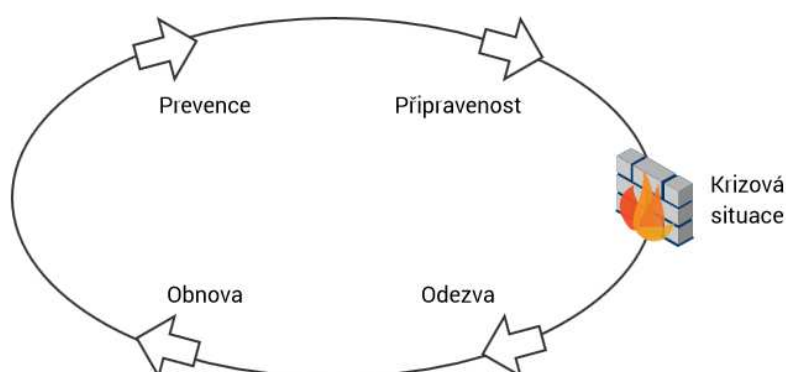 Prevence
Připravenost
Krizová
situace
Obnova
Odezva